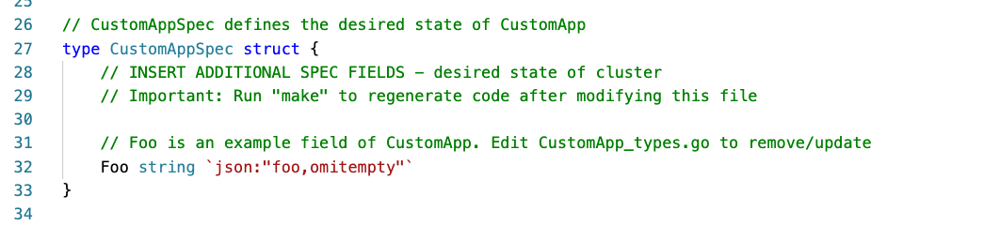 25
26 // CustomAppSpec defines the desired state of CustomApp
27 type CustomAppSpec struct {
28 // INSERT ADDITIONAL SPEC FIELDS - desired state of cluster
29 // Important: Run "make" to regenerate code after modifying this file
30
31 // Foo is an example field of CustomApp. Edit CustomApp_types.go to remove/update
32 Foo string `json:"foo,omitempty"`
33 }
34